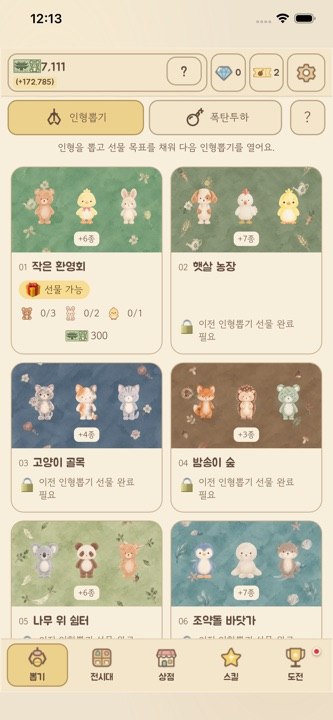 12:13
7,111
(+172.785)
?
0
2
인형뽑기
폭탄투하
?
인형을 뽑고 선물 목표를 채워 다음 인형뽑기를 열어요.
+6종
01 작은 환영회
선물 가능
0/3 0/2 0/1
300
+7종
02 햇살 농장
이전 인형뽑기 선물 완료
필요
+4종
03 고양이 골목
이전 인형뽑기 선물 완료
필요
+3종
04 밤송이 숲
이전 인형뽑기 선물 완료
필요
+6종
05 나무 위 쉼터
+7종
06 조약돌 바닷가
뽑기
전시대
상점
스킬
도전